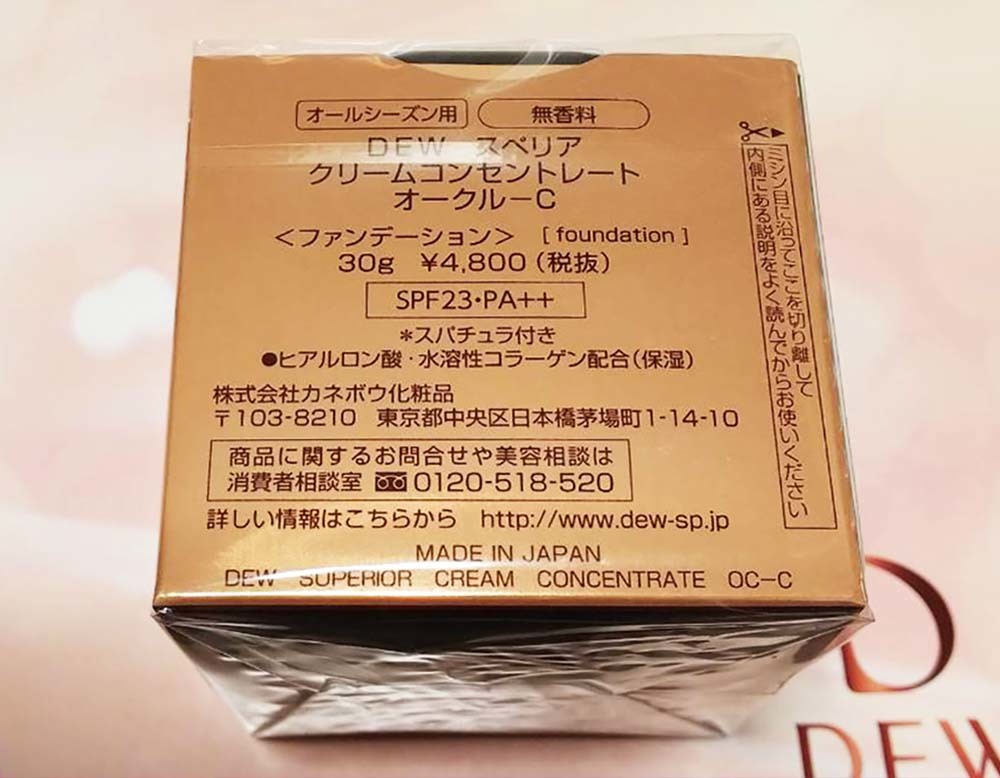 オールシーズン用 無香料
DEW スペリア
クリームコンセントレート
オークル－C
＜ファンデーション＞ [foundation]
30g ¥4,800（税抜）
SPF23・PA++
＊スパチュラ付き
●ヒアルロン酸・水溶性コラーゲン配合（保湿）
株式会社カネボウ化粧品
〒103-8210 東京都中央区日本橋茅場町1-14-10
商品に関するお問合せや美容相談は
消費者相談室 0120-518-520
詳しい情報はこちらから http://www.dew-sp.jp
MADE IN JAPAN
DEW SUPERIOR CREAM CONCENTRATE OC-C
ミシン目に沿ってここを切り離して
内側にある説明をよく読んでからお使いください
D
DEW